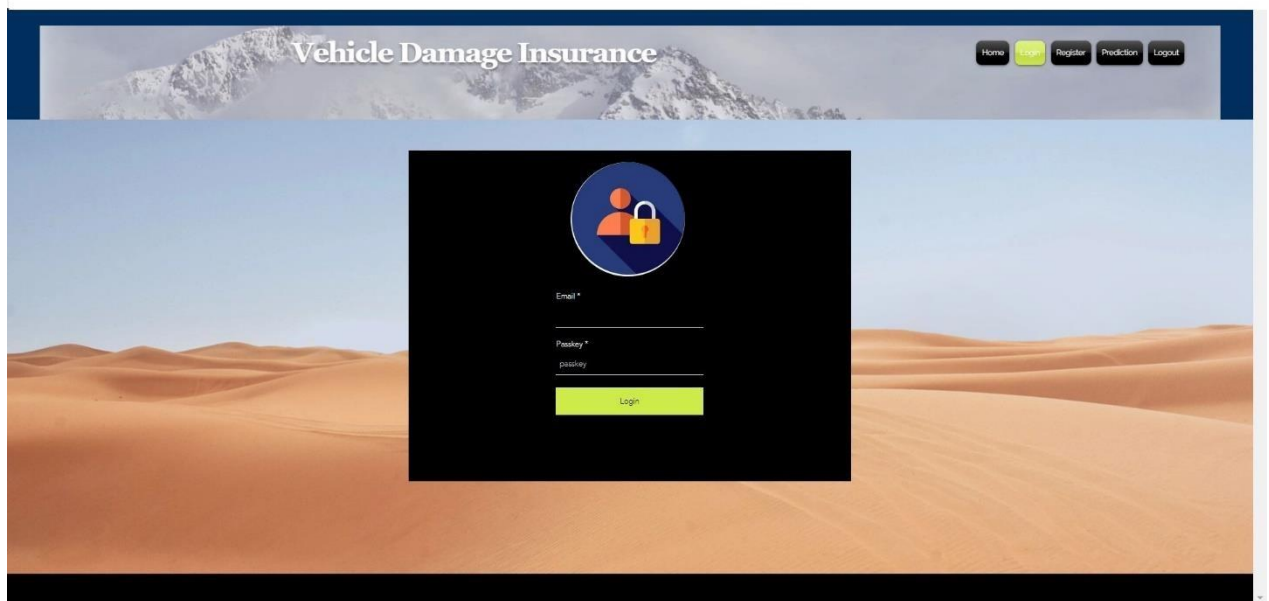 Vehicle Damage Insurance
Home Login Register Prediction Logout
Email *
Passkey *
passkey
Login